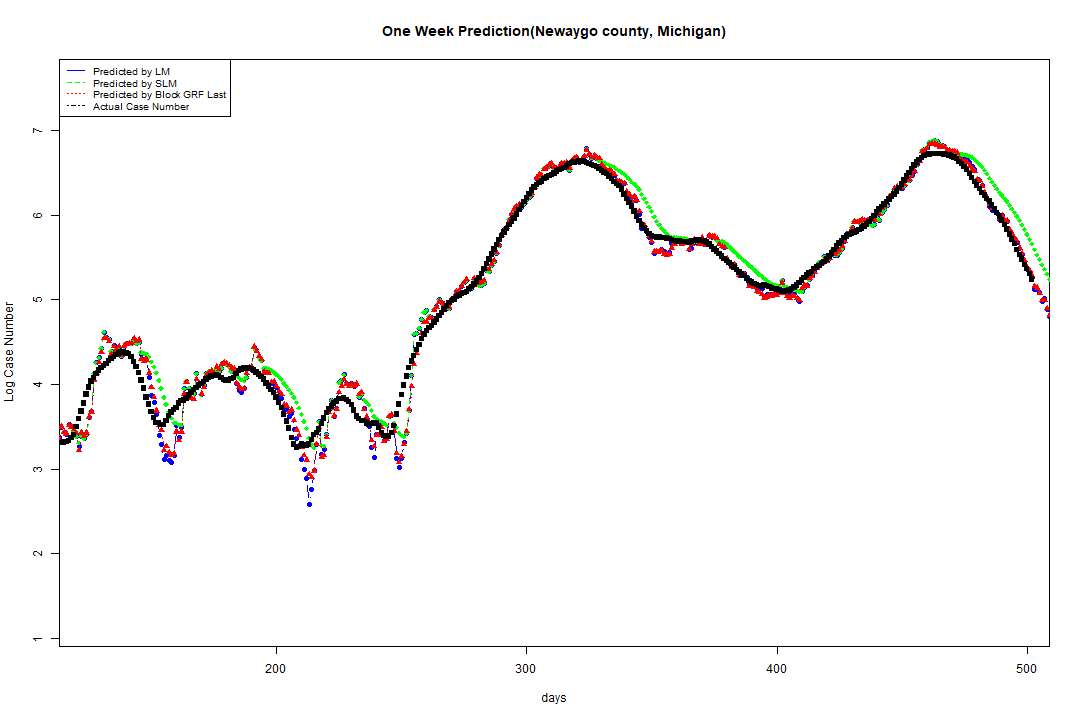 One Week Prediction(Newaygo county, Michigan)
Predicted by LM
Predicted by SLM
Predicted by Block GRF Last
Actual Case Number
7
6
5
4
3
2
1
Log Case Number
200 300 400 500
days